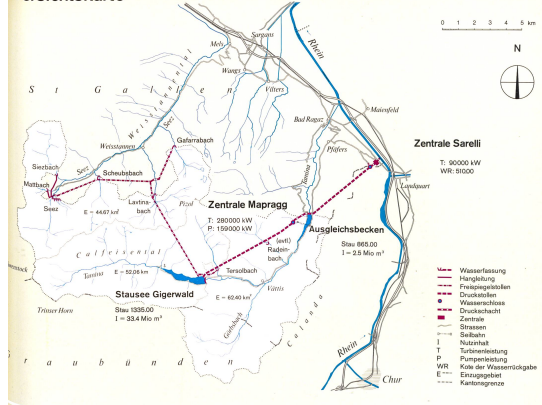 0 1 2 3 4 5 km
N
Sargans
Mels
Rhein
Wangs
Vilters
St Gallen
Weisstannental
Seez
Maienfeld
Bad Ragaz
Weisstannen
Gafarrabach
Pfäfers
Zentrale Sarelli
T: 90000 kW
WR: 510.00
Siezbach
Seez
Scheubsbach
Mattbach
Seez
Lavtina-
bach
Pizol
Zentrale Mapragg
T: 280000 kW
P: 159000 kW
Tamina
Landquart
E = 44.67 km²
Ausgleichsbecken
Stau 865.00
I = 2.5 Mio m³
(evtl)
Radein-
bach
Calfeisental
Tamina
E = 52.06 km²
Tersolbach
Vättis
E = 62.40 km²
Stausee Gigerwald
Stau 1335.00
I = 33.4 Mio m³
Trinser Horn
Görbsbach
Calanda
Graubünden
Rhein
Chur
Wasserfassung
Hangleitung
Freispiegelstollen
Druckstollen
Wasserschloss
Druckschacht
Zentrale
Strassen
Seilbahn
I Nutzinhalt
T Turbinenleistung
P Pumpenleistung
WR Kote der Wasserrückgabe
E Einzugsgebiet
Kantonsgrenze